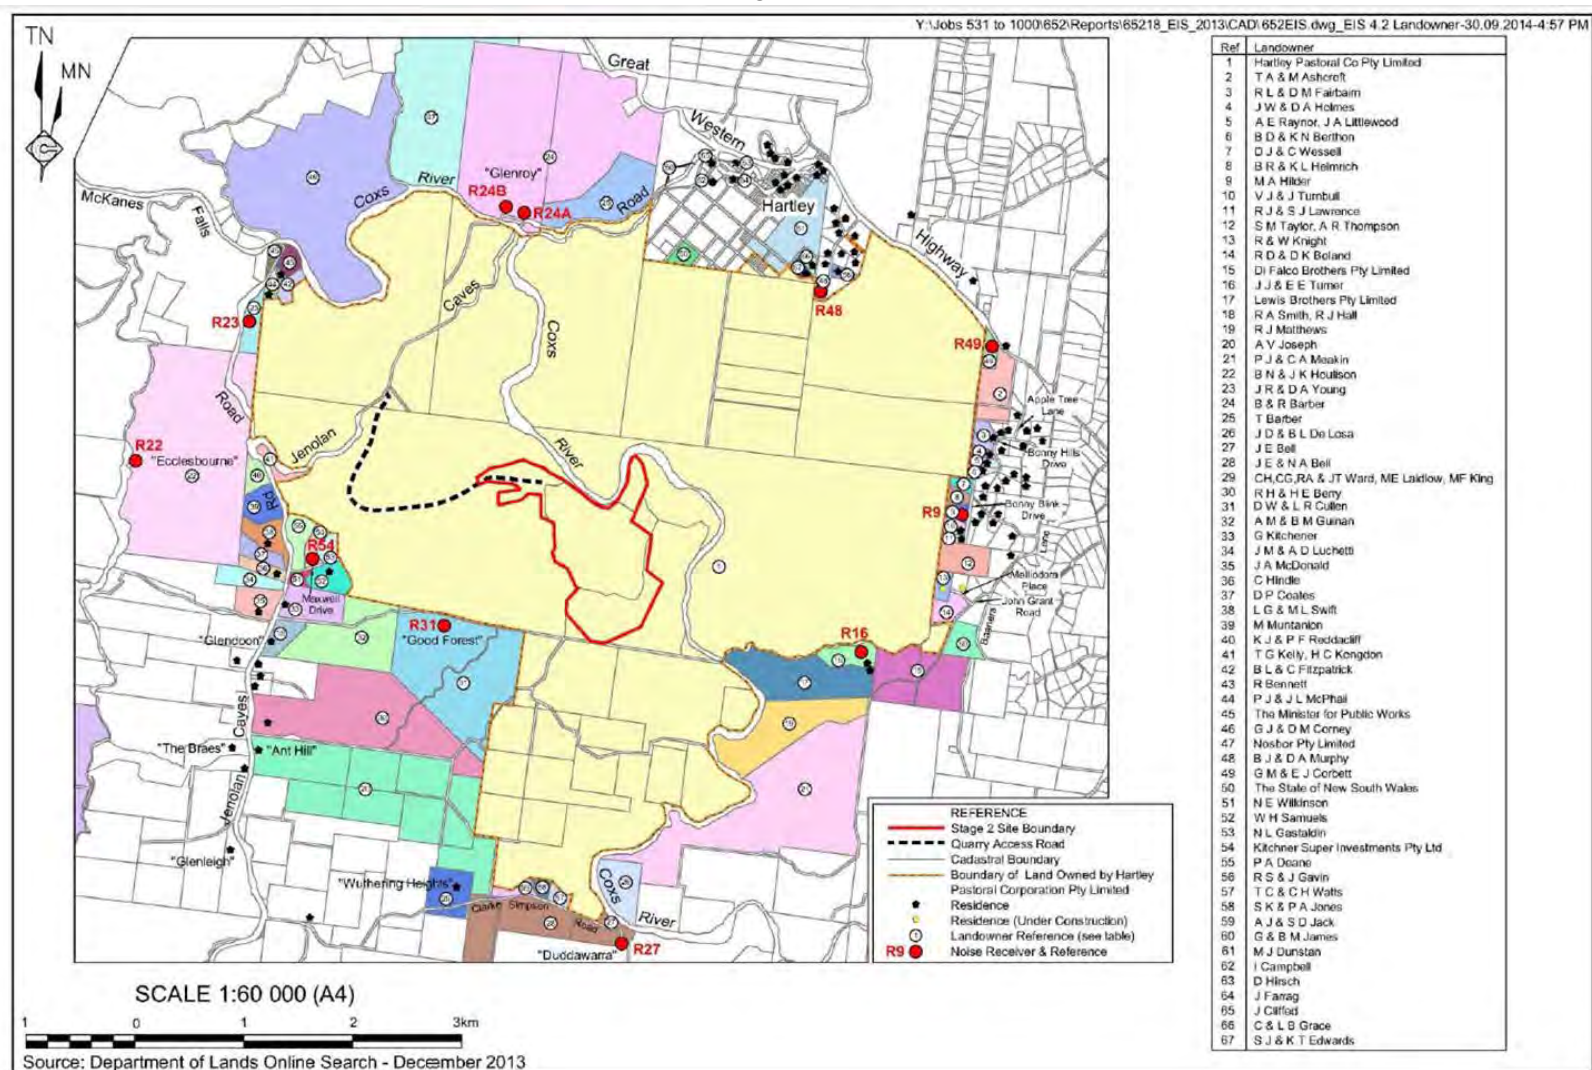 Y:\Jobs 531 to 1000\652\Reports\65218_EIS_2013\CAD\652EIS.dwg_EIS 4.2 Landowner-30.09.2014-4:57 PM
TN
MN
Great
Western
Highway
McKanes
Falls
Road
Coxs
River
"Glenroy"
R24B
R24A
Road
Hartley
Caves
Coxs
River
R23
R48
R49
Apple Tree
Lane
Bonny Hills
Drive
Jenolan
R22
"Ecclesbourne"
Rd
R9
Bonny Blink
Drive
Lane
R54
Maxwell
Drive
Melliodora
Place
John Grant
Road
Baaners
"Glendoon"
R31
"Good Forest"
R16
Caves
"The Braes"
"Ant Hill"
Jenolan
"Glenleigh"
"Wuthering Heights"
Clarke Simpson
Road
Coxs
River
"Duddawarra"
R27
REFERENCE
Stage 2 Site Boundary
Quarry Access Road
Cadastral Boundary
Boundary of Land Owned by Hartley
Pastoral Corporation Pty Limited
Residence
Residence (Under Construction)
Landowner Reference (see table)
R9 Noise Receiver & Reference
SCALE 1:60 000 (A4)
1 0 1 2 3km
Source: Department of Lands Online Search - December 2013
Ref Landowner
1 Hartley Pastoral Co Pty Limited
2 T A & M Ashcroft
3 R L & D M Fairbairn
4 J W & D A Holmes
5 A E Raynor, J A Littlewood
6 B D & K N Berthon
7 D J & C Wessell
8 B R & K L Helmrich
9 M A Hilder
10 V J & J Turnbull
11 R J & S J Lawrence
12 S M Taylor, A R Thompson
13 R & W Knight
14 R D & D K Boland
15 Di Falco Brothers Pty Limited
16 J J & E E Turner
17 Lewis Brothers Pty Limited
18 R A Smith, R J Hall
19 R J Matthews
20 A V Joseph
21 P J & C A Meakin
22 B N & J K Houlison
23 J R & D A Young
24 B & R Barber
25 T Barber
26 J D & B L De Losa
27 J E Bell
28 J E & N A Bell
29 CH,CG,RA & JT Ward, ME Laidlow, MF King
30 R H & H E Berry
31 D W & L R Cullen
32 A M & B M Guinan
33 G Kitchener
34 J M & A D Luchetti
35 J A McDonald
36 C Hindle
37 D P Coates
38 L G & M L Swift
39 M Muntanion
40 K J & P F Reddacliff
41 T G Kelly, H C Kongdon
42 B L & C Fitzpatrick
43 R Bennett
44 P J & J L McPhail
45 The Minister for Public Works
46 G J & D M Corney
47 Nosbor Pty Limited
48 B J & D A Murphy
49 G M & E J Corbett
50 The State of New South Wales
51 N E Wilkinson
52 W H Samuels
53 N L Gastaldin
54 Kitchner Super Investments Pty Ltd
55 P A Deane
56 R S & J Gavin
57 T C & C H Watts
58 S K & P A Jones
59 A J & S D Jack
60 G & B M James
61 M J Dunstan
62 I Campbell
63 D Hirsch
64 J Farrag
65 J Cliffed
66 C & L B Grace
67 S J & K T Edwards